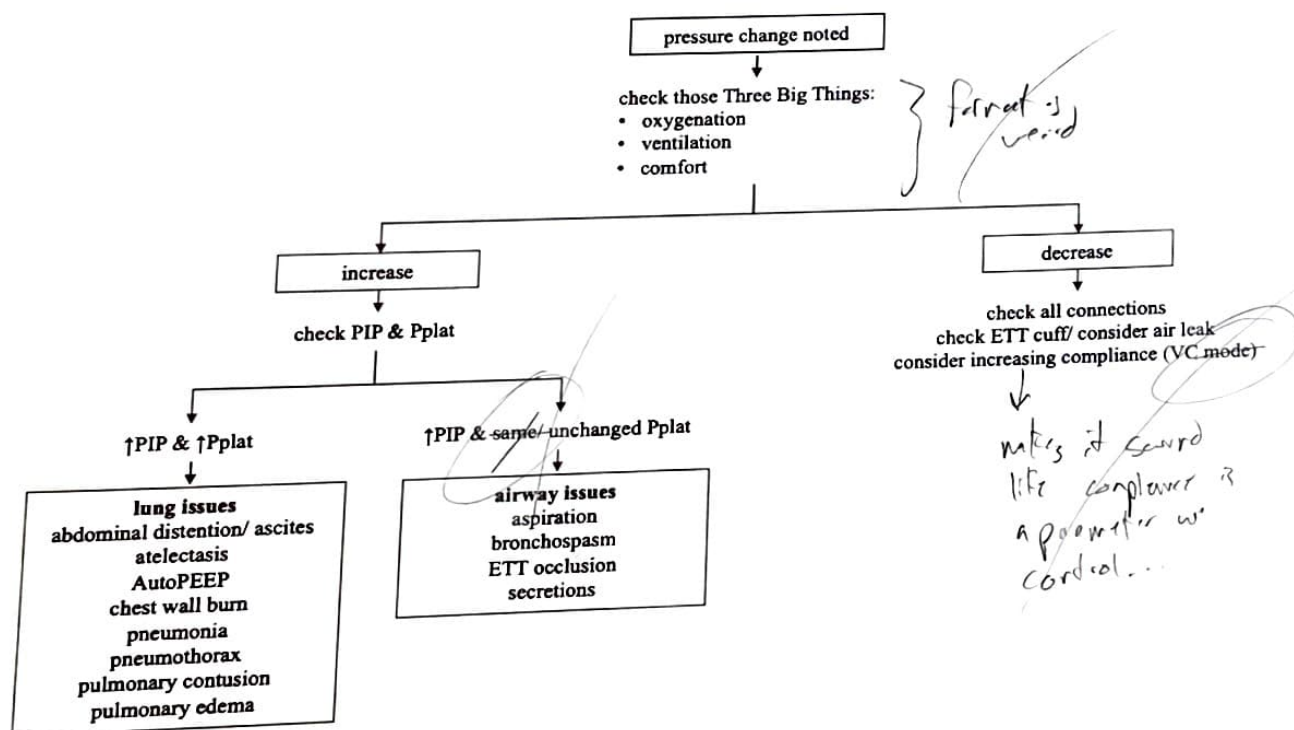 pressure change noted
check those Three Big Things:
• oxygenation
• ventilation
• comfort
format is
weird
increase
decrease
check PIP & Pplat
check all connections
check ETT cuff/ consider air leak
consider increasing compliance (VC mode)
↑PIP & ↑Pplat
↑PIP & same/ unchanged Pplat
makes it sound
like compliance is
a parameter we
control...
lung issues
abdominal distention/ ascites
atelectasis
AutoPEEP
chest wall burn
pneumonia
pneumothorax
pulmonary contusion
pulmonary edema
airway issues
aspiration
bronchospasm
ETT occlusion
secretions